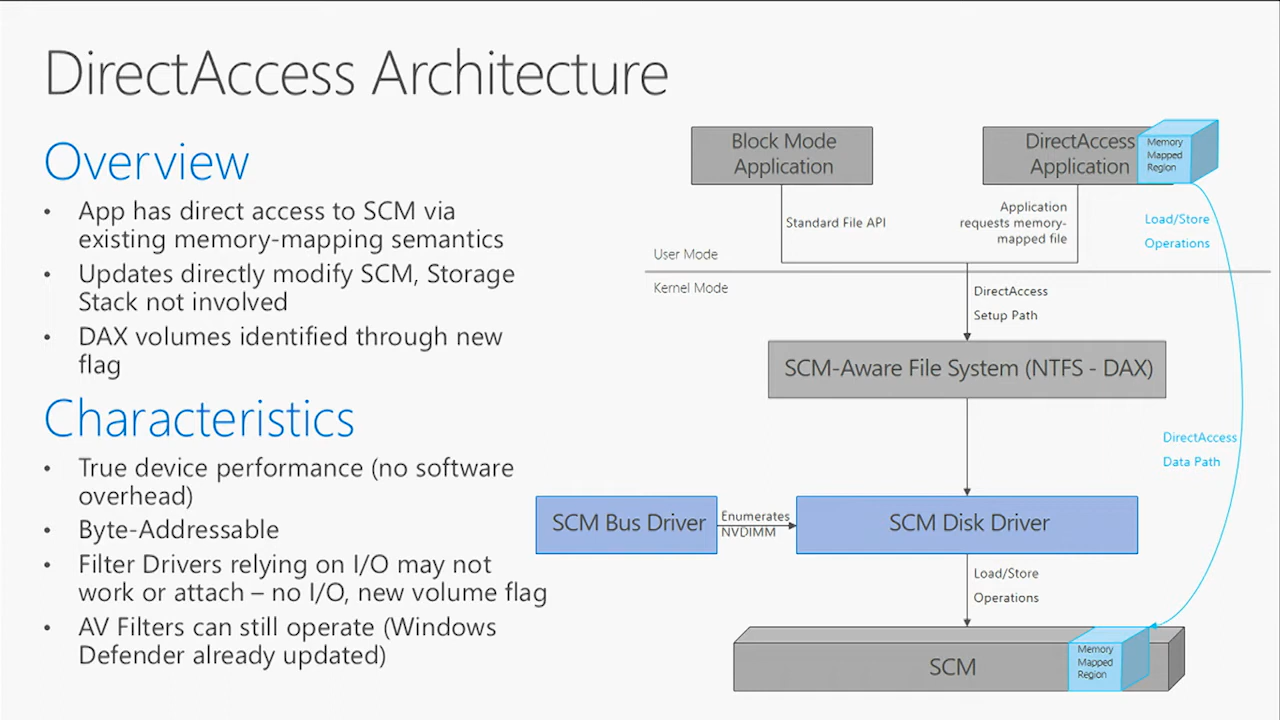 DirectAccess Architecture
Overview
• App has direct access to SCM via
existing memory-mapping semantics
• Updates directly modify SCM, Storage
Stack not involved
• DAX volumes identified through new
flag
Characteristics
• True device performance (no software
overhead)
• Byte-Addressable
• Filter Drivers relying on I/O may not
work or attach – no I/O, new volume flag
• AV Filters can still operate (Windows
Defender already updated)
Block Mode
Application
DirectAccess
Application
Memory
Mapped
Region
Standard File API
Application
requests memory-
mapped file
Load/Store
Operations
User Mode
Kernel Mode
DirectAccess
Setup Path
SCM-Aware File System (NTFS - DAX)
DirectAccess
Data Path
SCM Bus Driver
Enumerates
NVDIMM
SCM Disk Driver
Load/Store
Operations
SCM
Memory
Mapped
Region